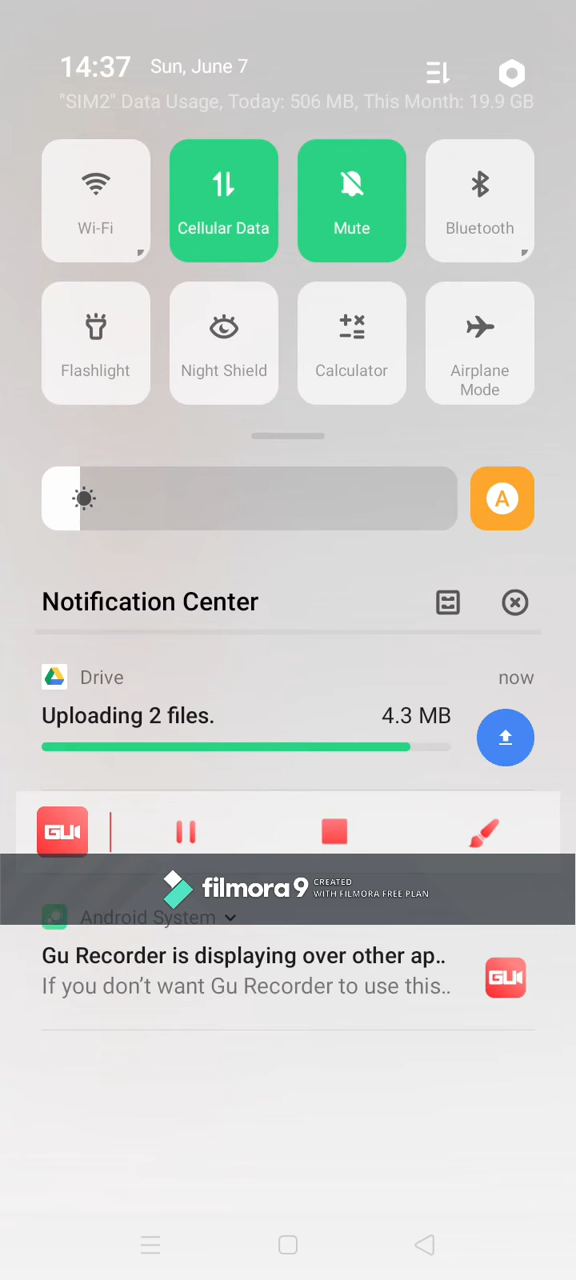 14:37 Sun, June 7
"SIM2" Data Usage, Today: 506 MB, This Month: 19.9 GB
Wi-Fi
Cellular Data
Mute
Bluetooth
Flashlight
Night Shield
Calculator
Airplane
Mode
A
Notification Center
Drive now
Uploading 2 files. 4.3 MB
GU
filmora9 CREATED
WITH FILMORA FREE PLAN
Android System
Gu Recorder is displaying over other ap..
If you don’t want Gu Recorder to use this..
GU